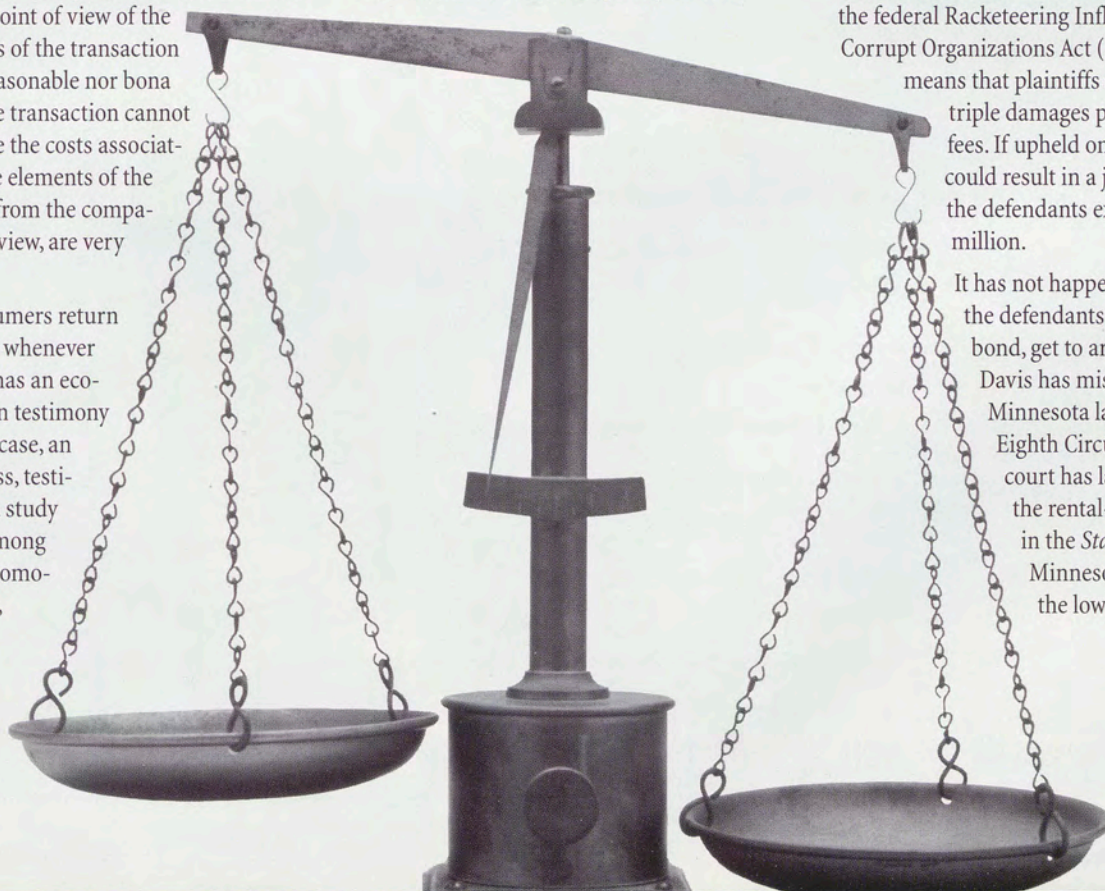 oint of view of the
s of the transaction
asonable nor bona
e transaction cannot
e the costs associat-
e elements of the
from the compa-
view, are very
umers return
whenever
has an eco-
n testimony
case, an
ss, testi-
study
mong
omo-
the federal Racketeering Infl
Corrupt Organizations Act (
means that plaintiffs
triple damages p
fees. If upheld on
could result in a j
the defendants ex
million.
It has not happe
the defendants,
bond, get to ar
Davis has mis
Minnesota la
Eighth Circu
court has la
the rental-
in the Sta
Minneso
the low